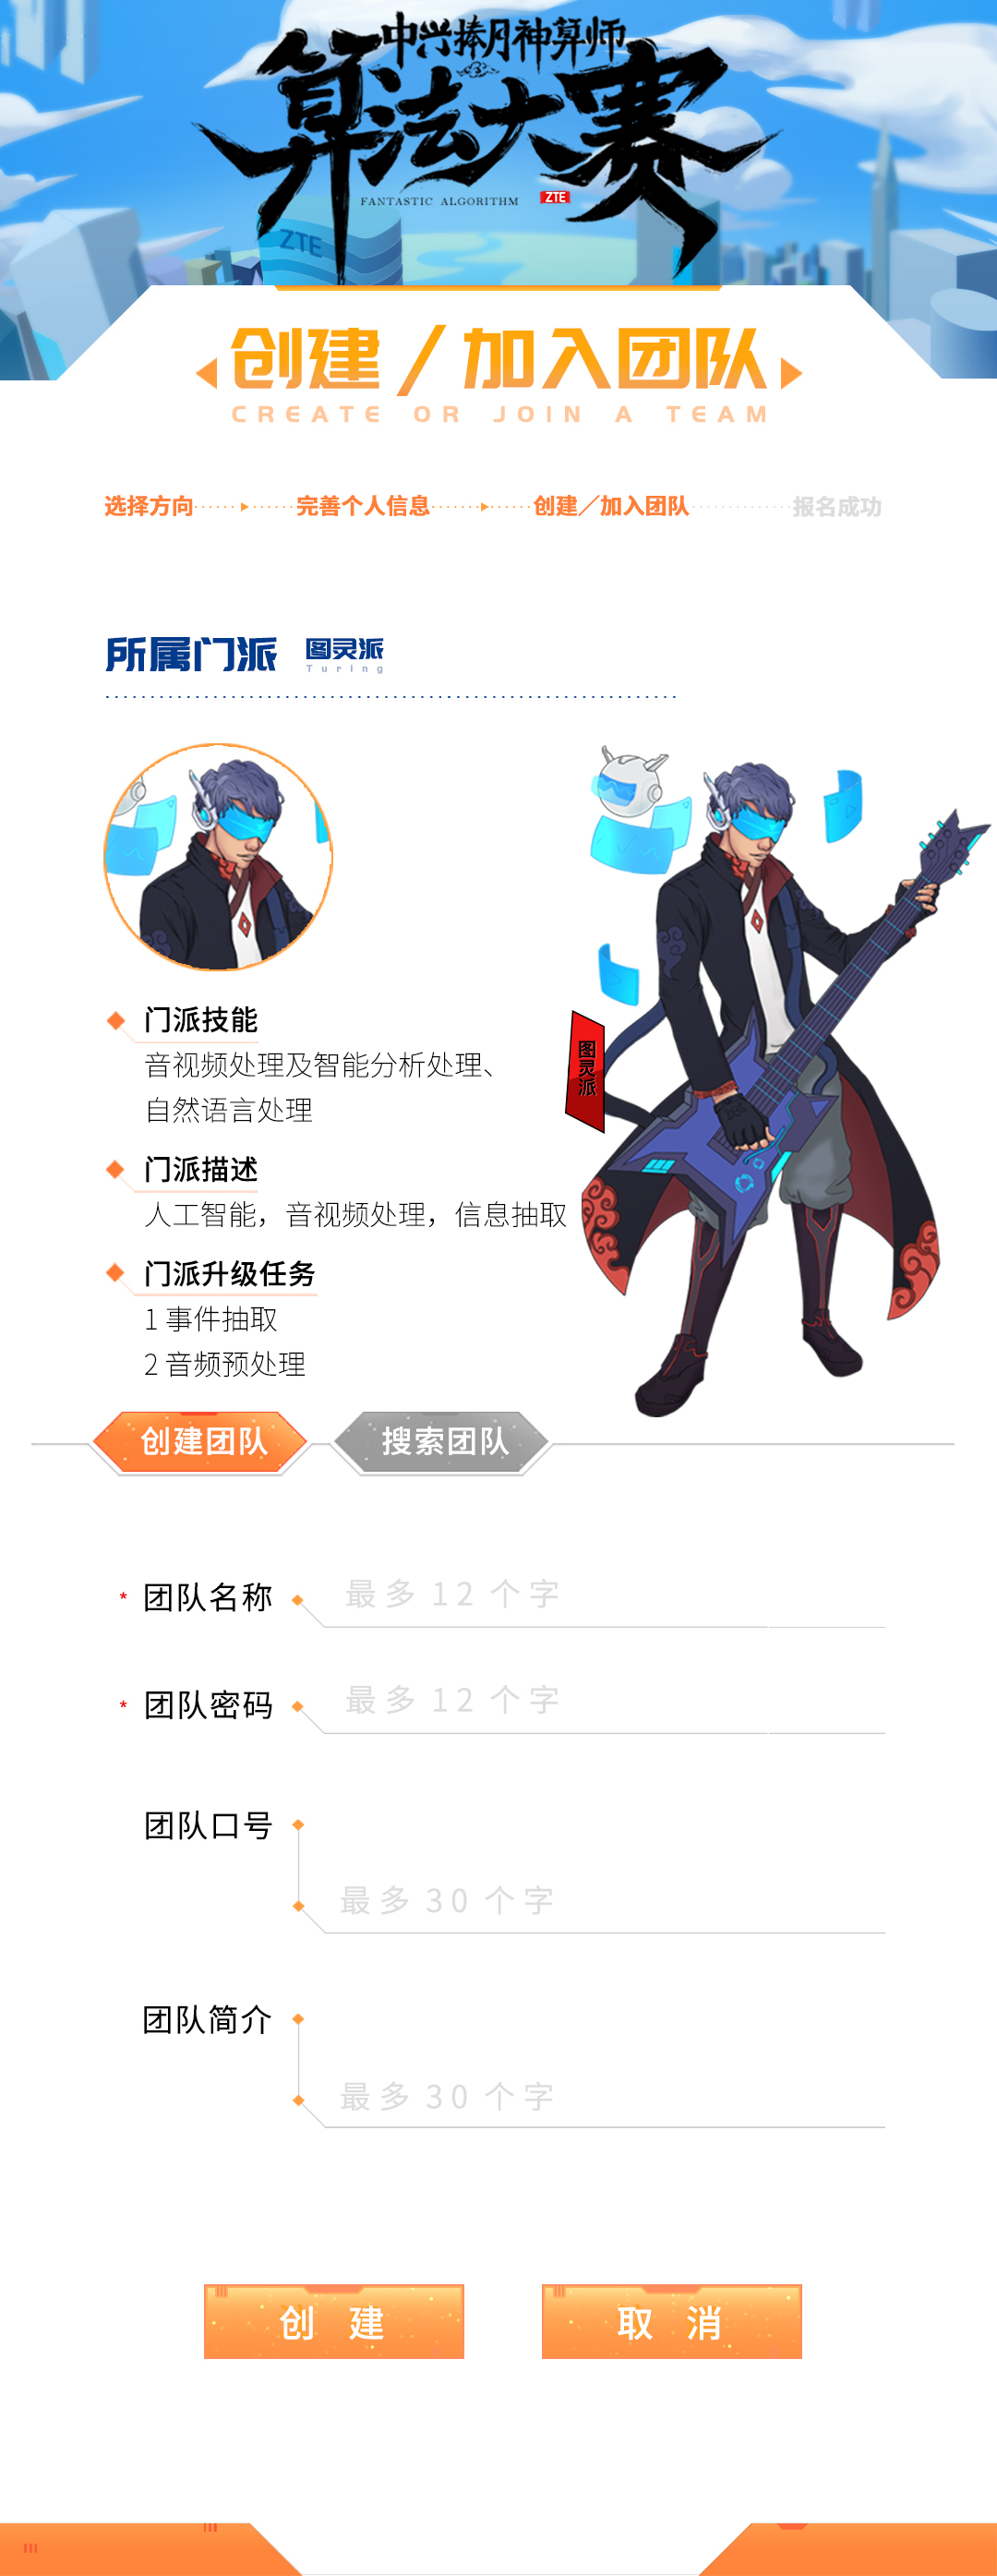 中兴捧月神算师
算法大赛
FANTASTIC ALGORITHM ZTE
ZTE
创建/加入团队
CREATE OR JOIN A TEAM
选择方向 完善个人信息 创建/加入团队 报名成功
所属门派 图灵派
Turing
门派技能
音视频处理及智能分析处理、
自然语言处理
图灵派
门派描述
人工智能，音视频处理，信息抽取
门派升级任务
1 事件抽取
2 音频预处理
创建团队 搜索团队
* 团队名称 最多 12 个字
* 团队密码 最多 12 个字
团队口号
最多 30 个字
团队简介
最多 30 个字
创 建 取 消